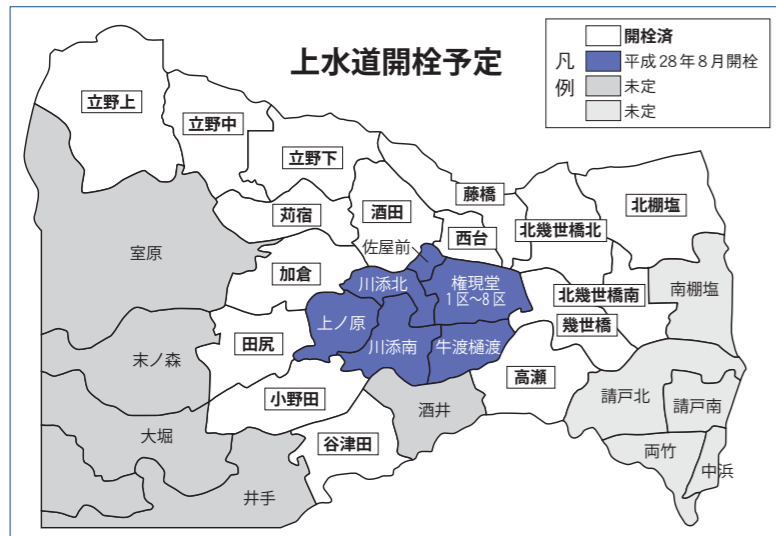 上水道開栓予定
凡例
開栓済
平成28年8月開栓
未定
未定
立野上
立野中
立野下
藤橋
北棚塩
苅宿
酒田
西台
北幾世橋北
室原
佐屋前
加倉
川添北
権現堂
1区〜8区
北幾世橋南
南棚塩
上ノ原
幾世橋
田尻
川添南
牛渡樋渡
末ノ森
高瀬
小野田
酒井
請戸北
請戸南
大堀
谷津田
両竹
中浜
井手